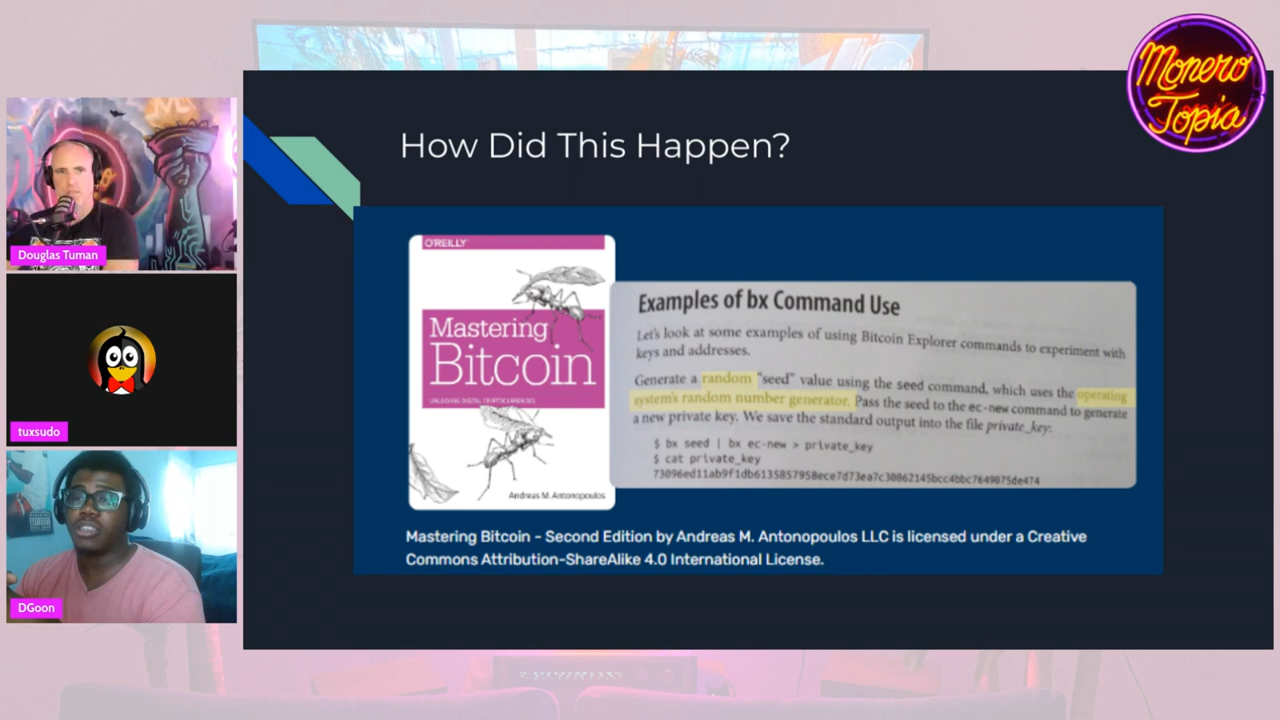 Monero
Topia
How Did This Happen?
Douglas Tuman
tuxsudo
DGoon
O'REILLY
Mastering
Bitcoin
UNLOCKING DIGITAL CRYPTOCURRENCIES
Andreas M. Antonopoulos
Examples of bx Command Use
Let's look at some examples of using Bitcoin Explorer commands to experiment with
keys and addresses.
Generate a random "seed" value using the seed command, which uses the operating
system's random number generator. Pass the seed to the ec-new command to generate
a new private key. We save the standard output into the file private_key:
$ bx seed | bx ec-new > private_key
$ cat private_key
73096ed11ab9f1db6135857958ece7d73ea7c30862145bcc4bbc7649075de474
Mastering Bitcoin - Second Edition by Andreas M. Antonopoulos LLC is licensed under a Creative
Commons Attribution-ShareAlike 4.0 International License.